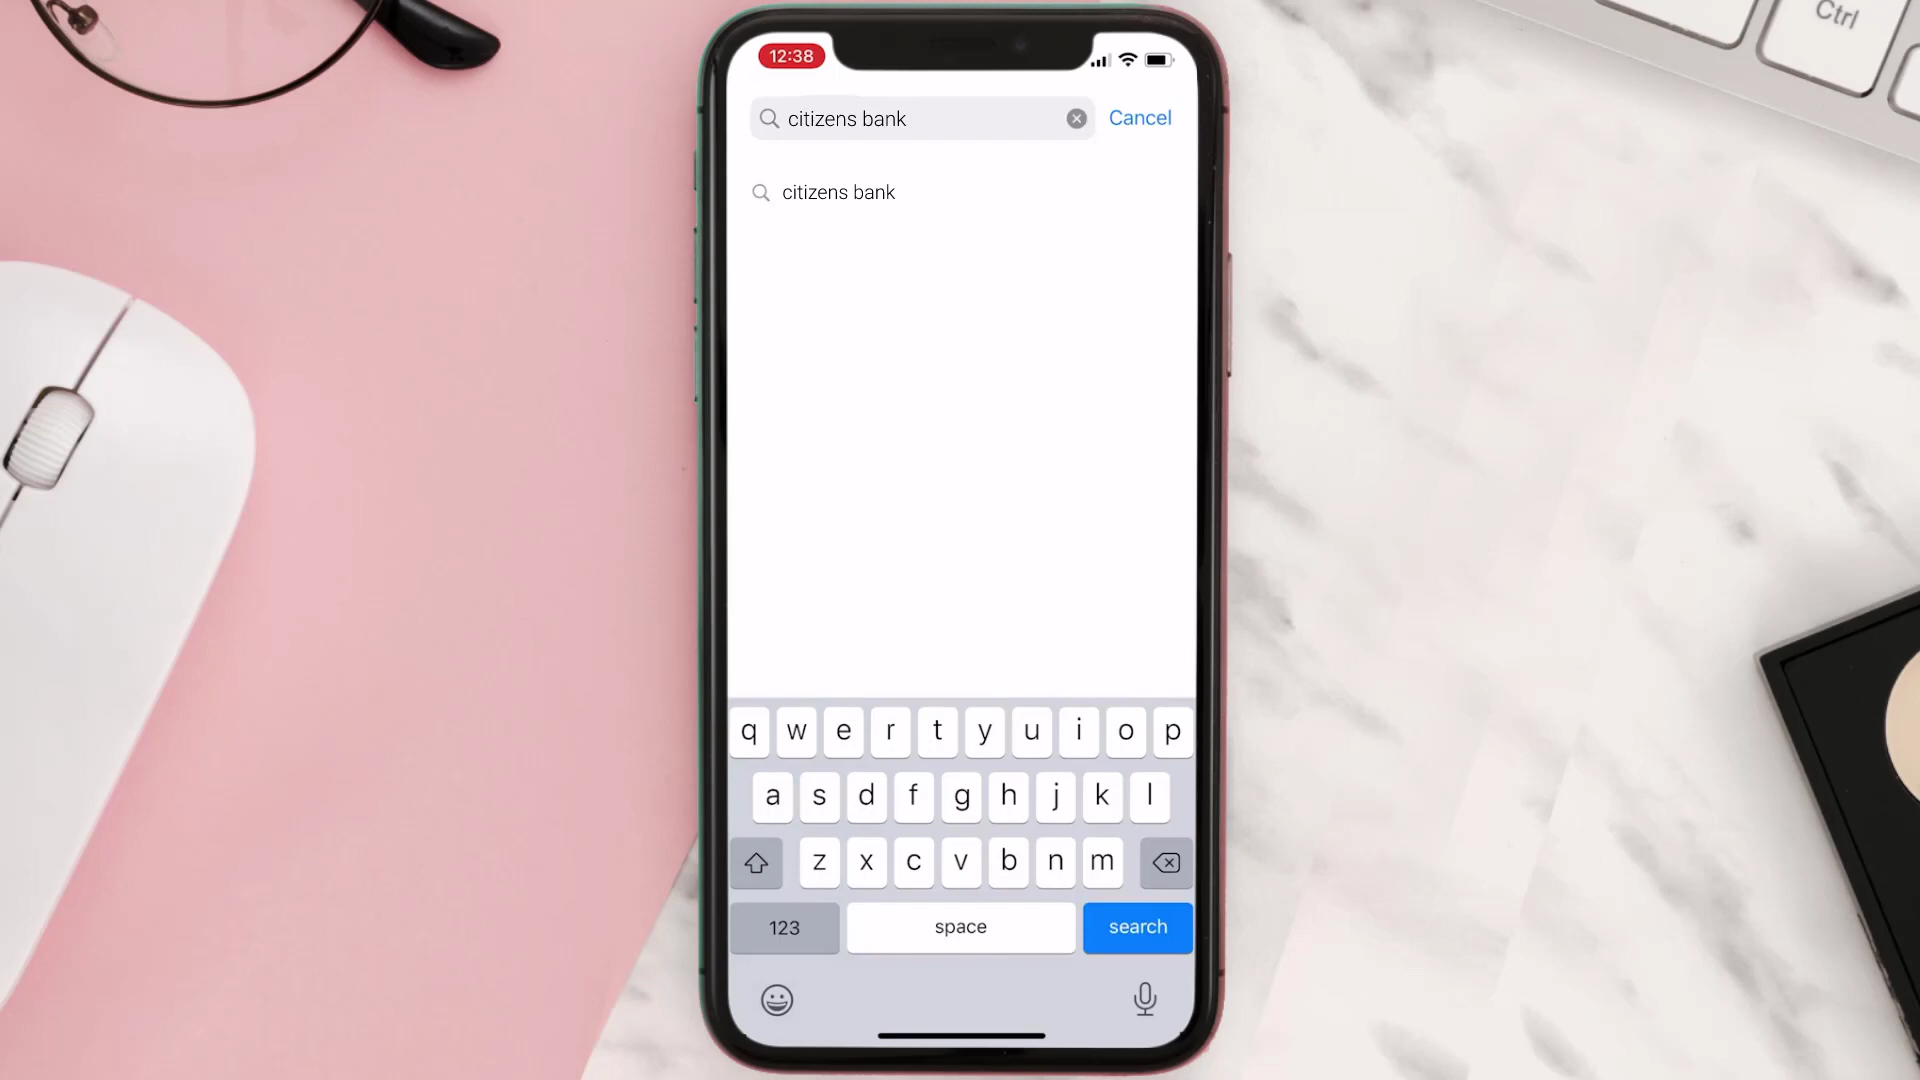 Ctrl
12:38
citizens bank Cancel
citizens bank
q w e r t y u i o p
a s d f g h j k l
z x c v b n m
123 space search